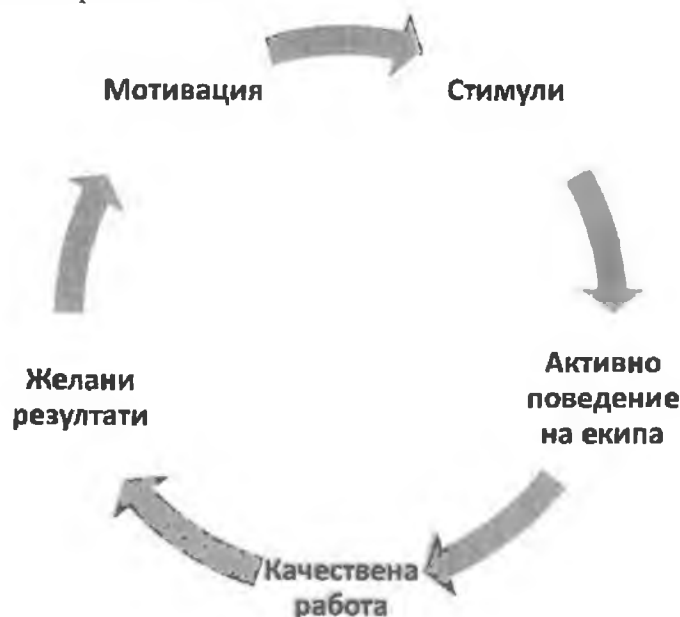 Мотивация
Стимули
Активно
поведение
на екипа
Качествена
работа
Желани
резултати